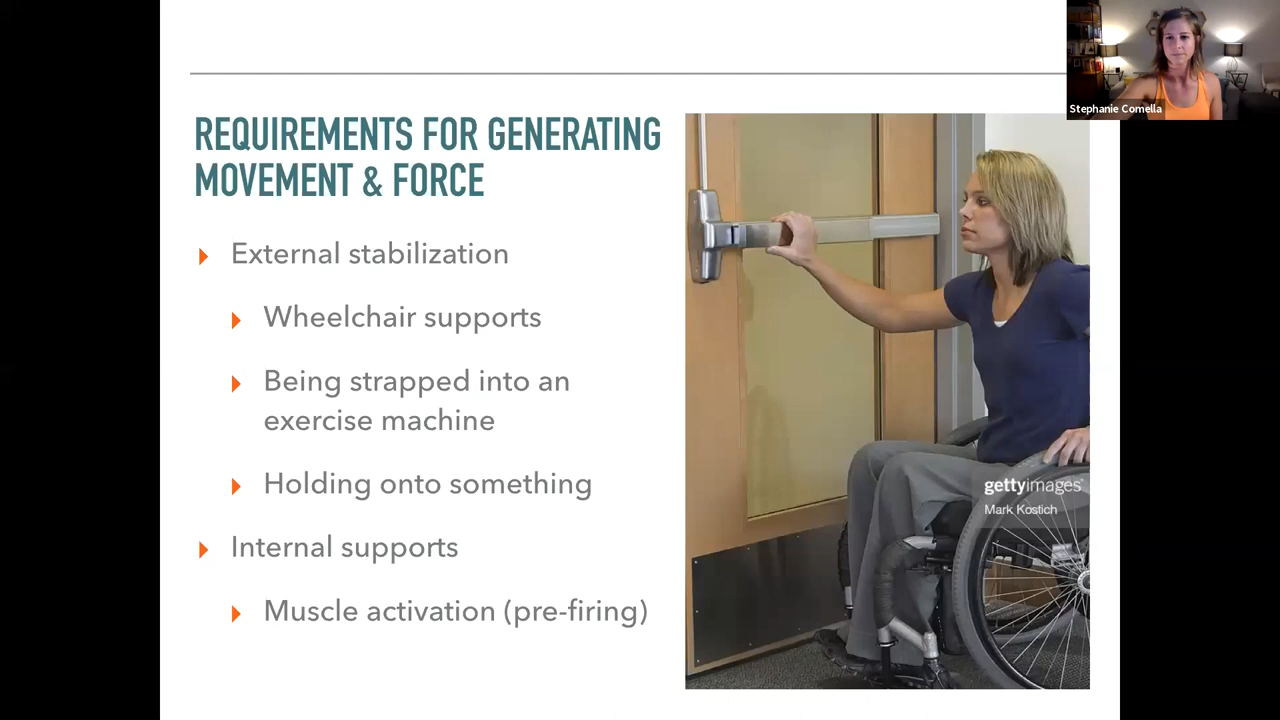 Stephanie Comella
REQUIREMENTS FOR GENERATING
MOVEMENT & FORCE
External stabilization
Wheelchair supports
Being strapped into an
exercise machine
Holding onto something
Internal supports
Muscle activation (pre-firing)
gettyimages®
Mark Kostich